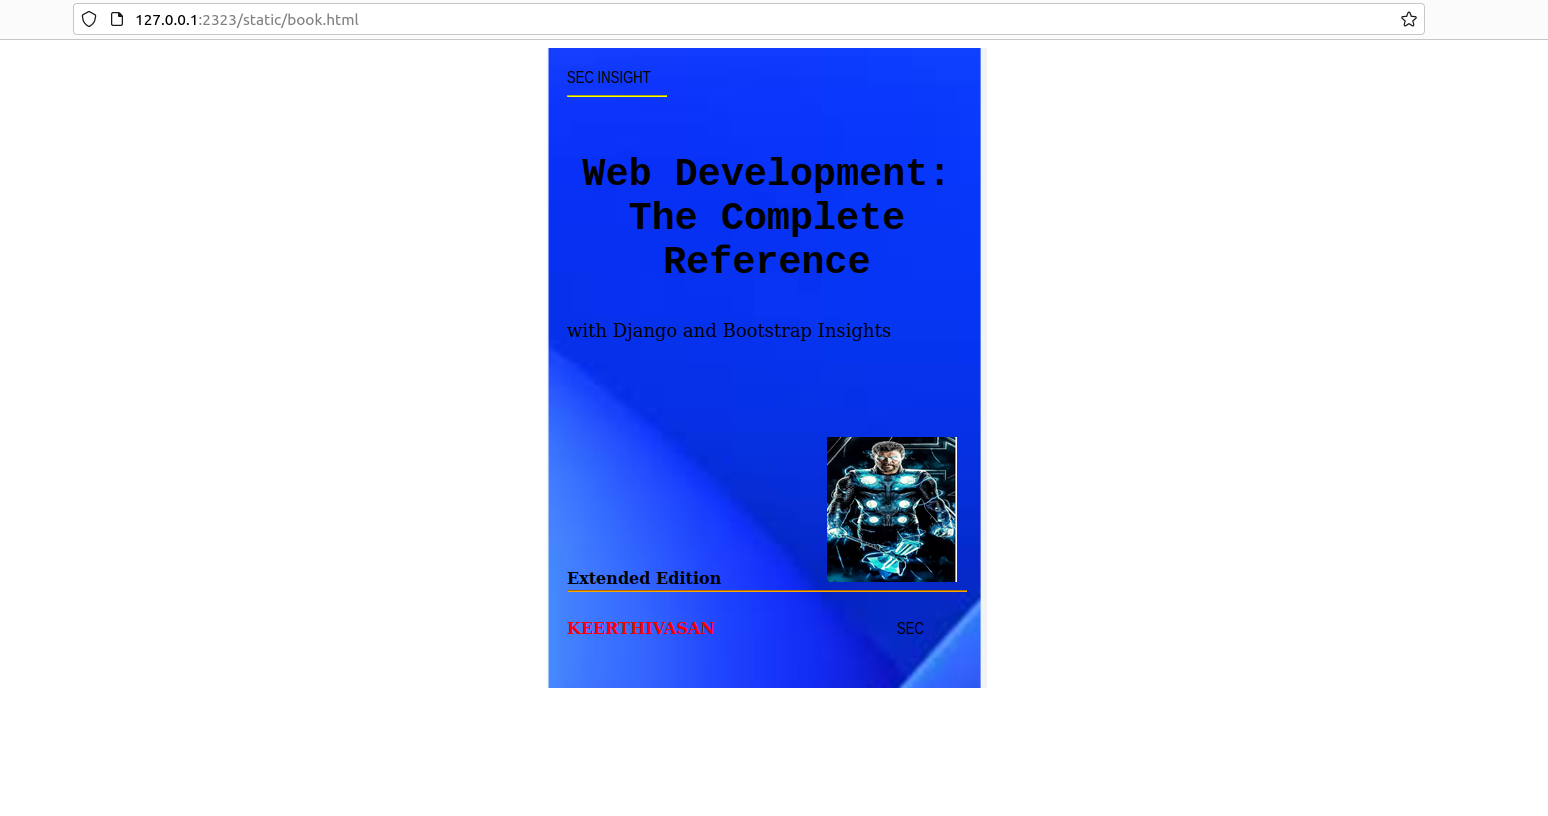 127.0.0.1:2323/static/book.html
SEC INSIGHT
Web Development:
The Complete
Reference
with Django and Bootstrap Insights
Extended Edition
KEERTHIVASAN
SEC